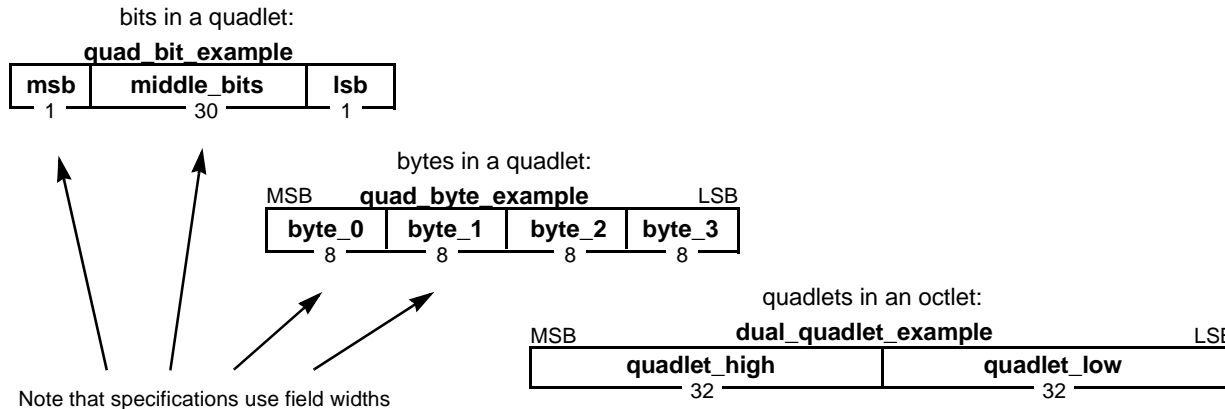 bits in a quadlet:
quad_bit_example
msb middle_bits lsb
1 30 1
bytes in a quadlet:
MSB quad_byte_example LSB
byte_0 byte_1 byte_2 byte_3
8 8 8 8
quadlets in an octlet:
MSB dual_quadlet_example LSB
quadlet_high quadlet_low
32 32
Note that specifications use field widths